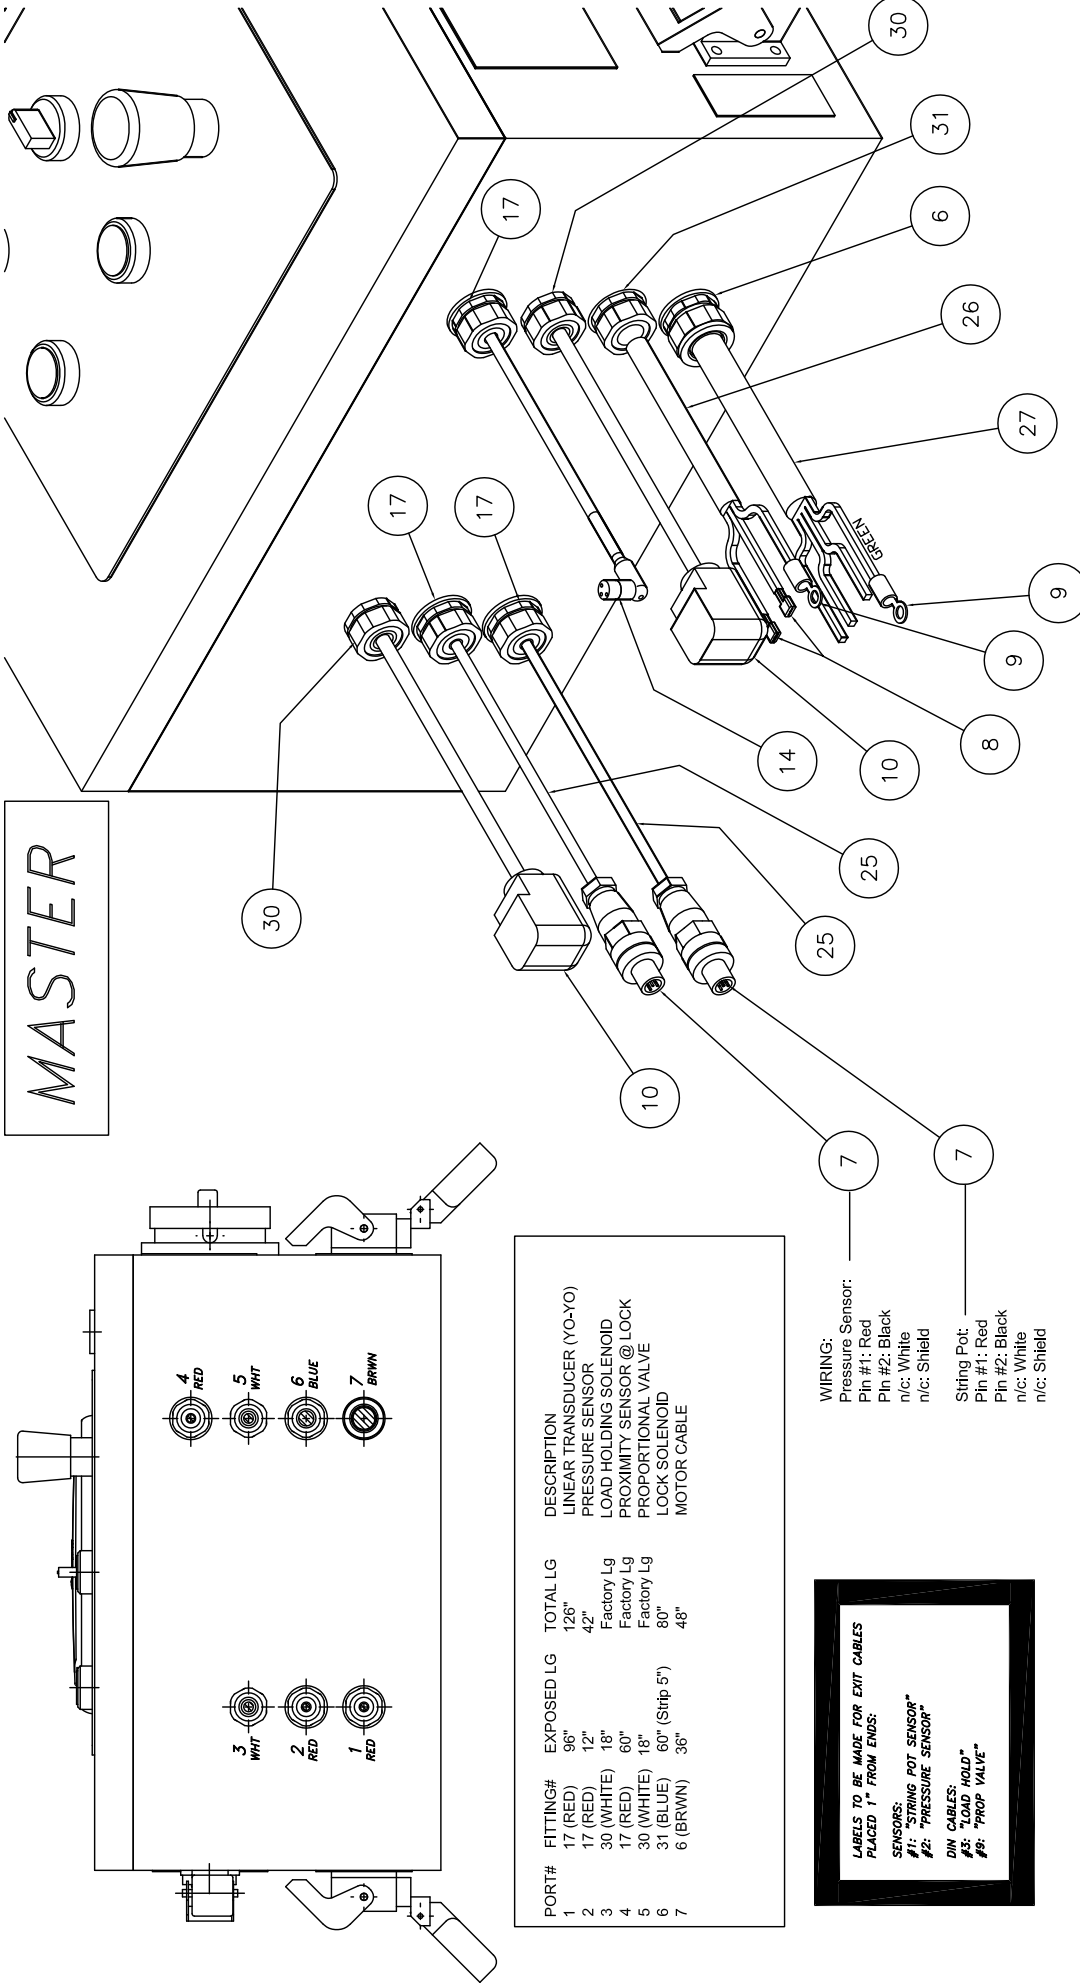 MASTER
30
31
6
26
27
9
9
8
10
14
17
17
17
30
25
25
10
7
7
GREEN
4
RED
5
WHT
6
BLUE
7
BRWN
3
WHT
2
RED
1
RED
PORT# FITTING# EXPOSED LG TOTAL LG DESCRIPTION
1 17 (RED) 96" 126" LINEAR TRANSDUCER (YO-YO)
2 17 (RED) 12" 42" PRESSURE SENSOR
3 30 (WHITE) 18" Factory Lg LOAD HOLDING SOLENOID
4 17 (RED) 60" Factory Lg PROXIMITY SENSOR @ LOCK
5 30 (WHITE) 18" Factory Lg PROPORTIONAL VALVE
6 31 (BLUE) 60" (Strip 5") 80" LOCK SOLENOID
7 6 (BRWN) 36" 48" MOTOR CABLE
WIRING:
Pressure Sensor:
Pin #1: Red
Pin #2: Black
n/c: White
n/c: Shield
String Pot:
Pin #1: Red
Pin #2: Black
n/c: White
n/c: Shield
LABELS TO BE MADE FOR EXIT CABLES
PLACED 1" FROM ENDS:
SENSORS:
#1: "STRING POT SENSOR"
#2: "PRESSURE SENSOR"
DIN CABLES:
#3: "LOAD HOLD"
#9: "PROP VALVE"